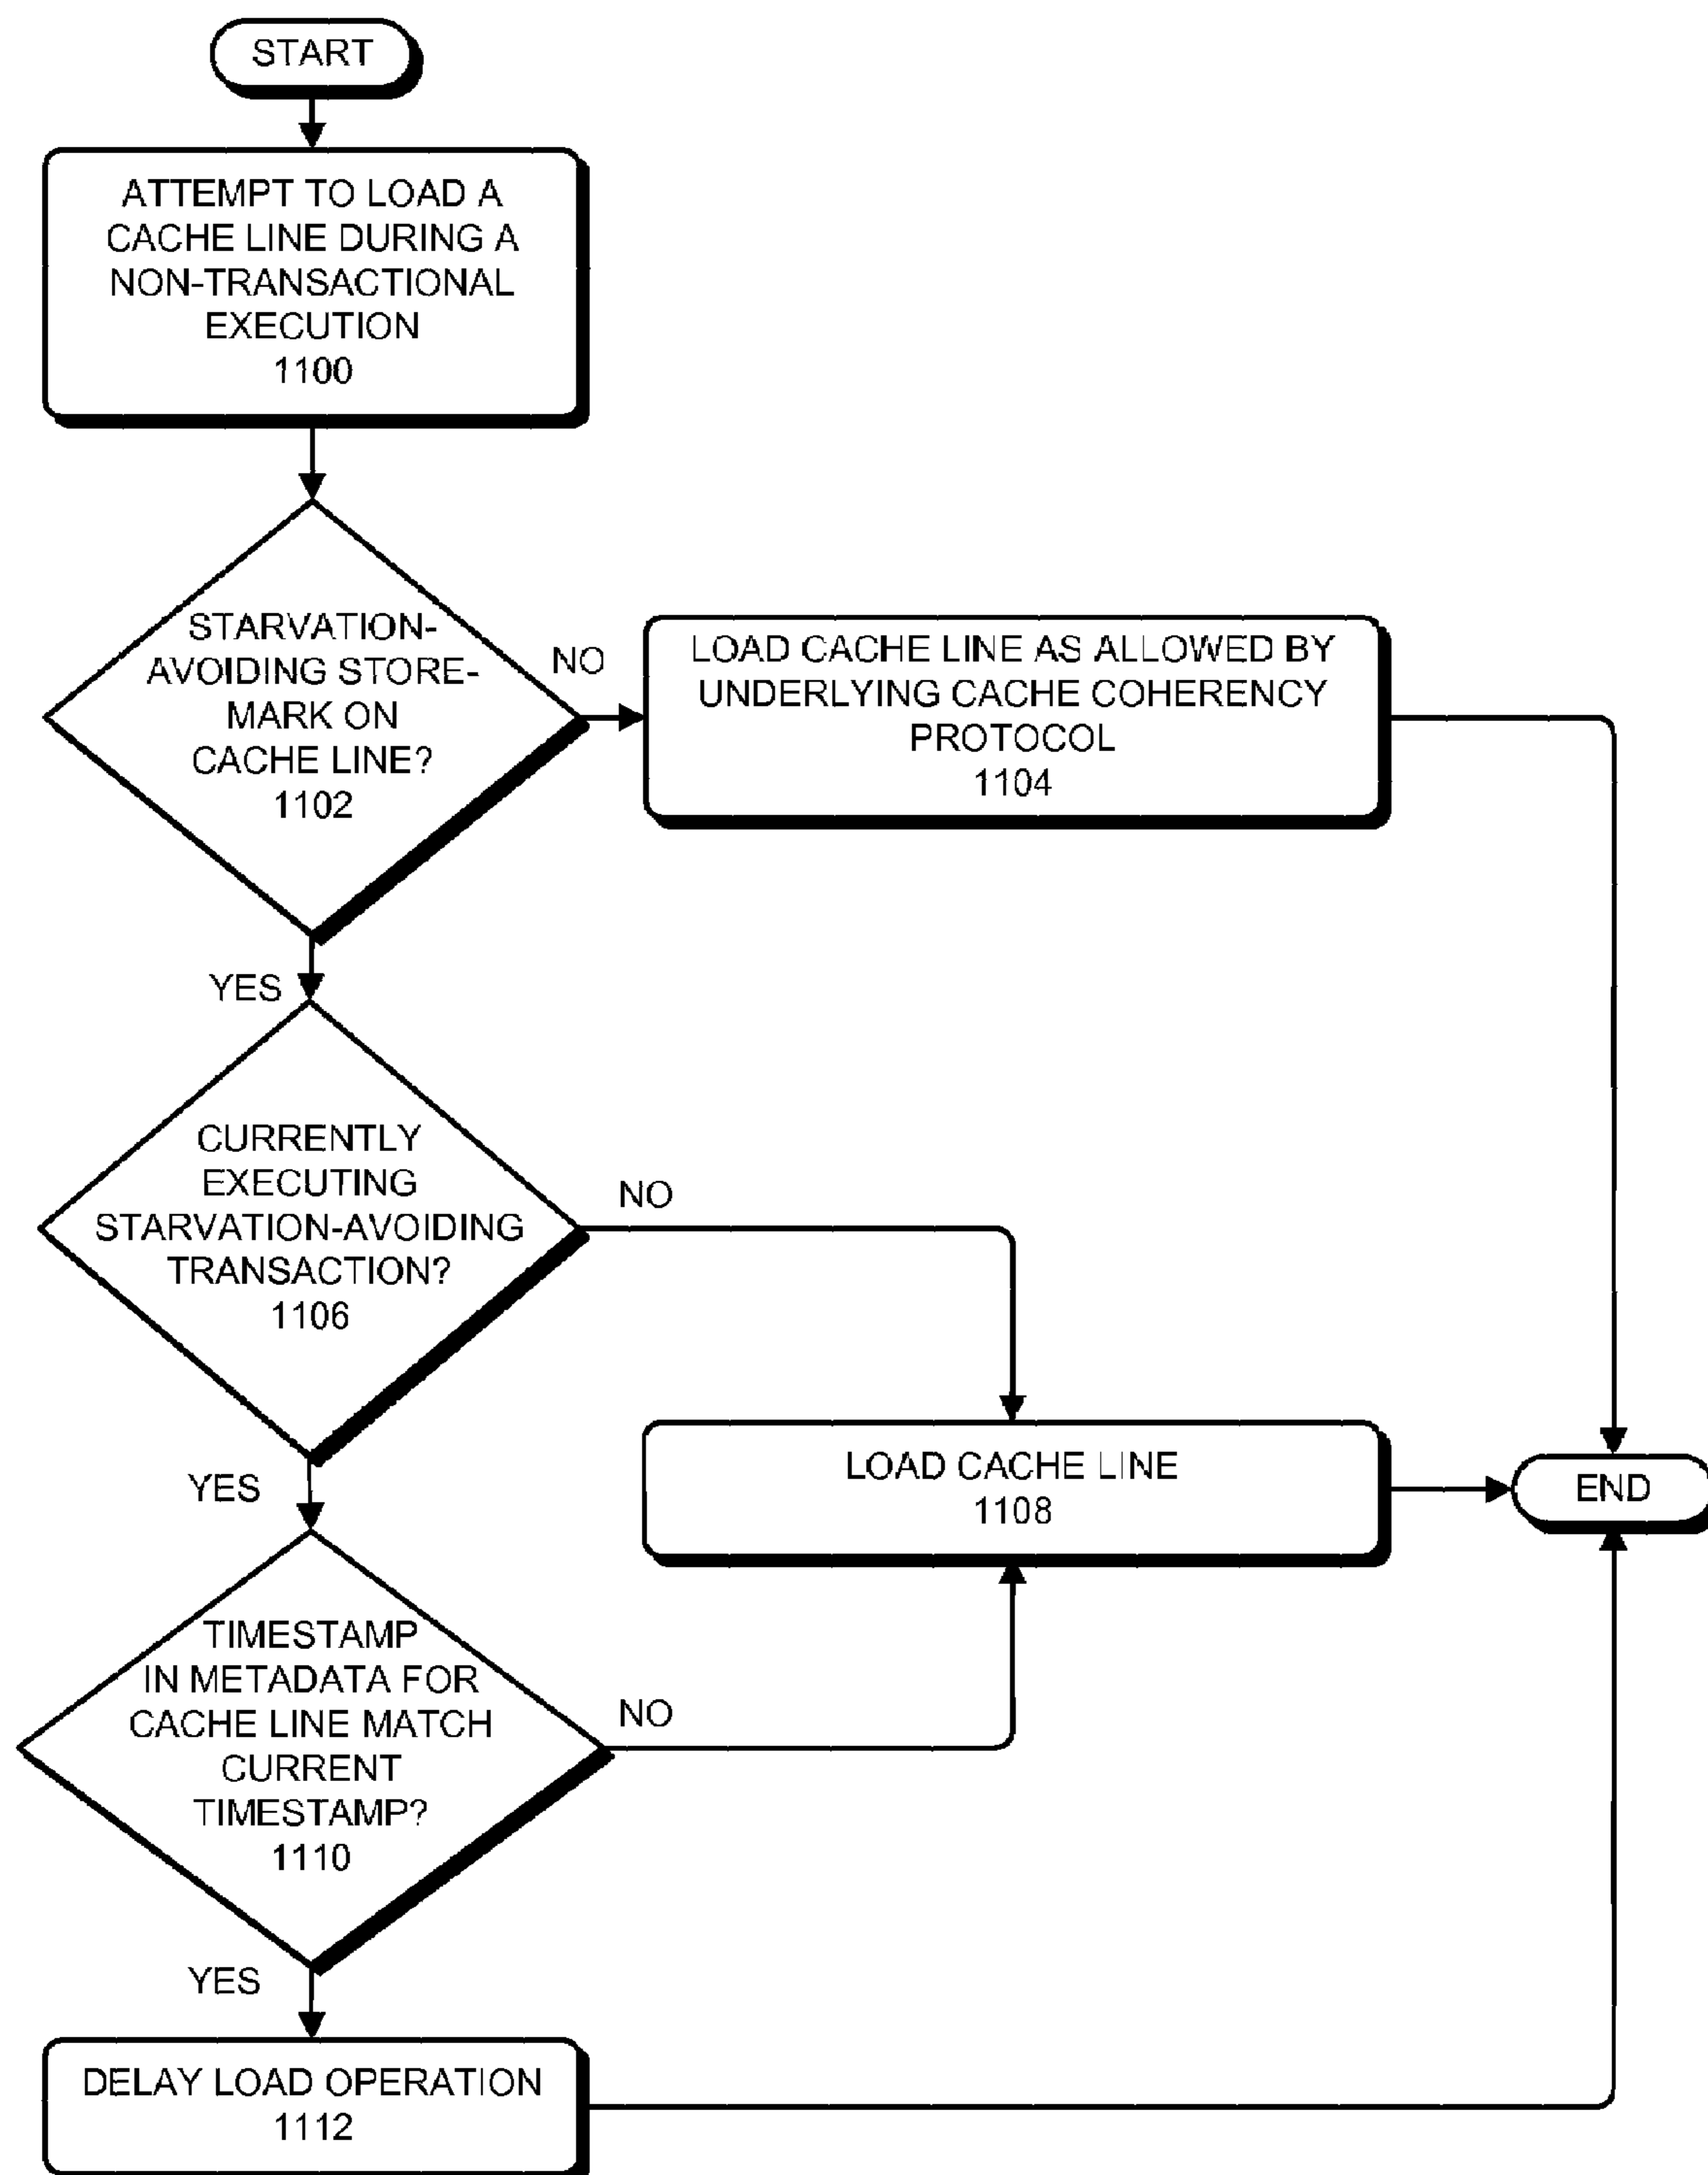 START
ATTEMPT TO LOAD A
CACHE LINE DURING A
NON-TRANSACTIONAL
EXECUTION
1100
STARVATION-
AVOIDING STORE-
MARK ON
CACHE LINE?
1102
NO
LOAD CACHE LINE AS ALLOWED BY
UNDERLYING CACHE COHERENCY
PROTOCOL
1104
YES
CURRENTLY
EXECUTING
STARVATION-AVOIDING
TRANSACTION?
1106
NO
LOAD CACHE LINE
1108
END
YES
TIMESTAMP
IN METADATA FOR
CACHE LINE MATCH
CURRENT
TIMESTAMP?
1110
NO
YES
DELAY LOAD OPERATION
1112